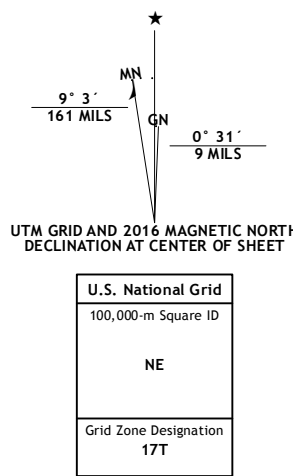 ★
MN
9° 3´
161 MILS
GN
0° 31´
9 MILS
UTM GRID AND 2016 MAGNETIC NORTH
DECLINATION AT CENTER OF SHEET
U.S. National Grid
100,000-m Square ID
NE
Grid Zone Designation
17T